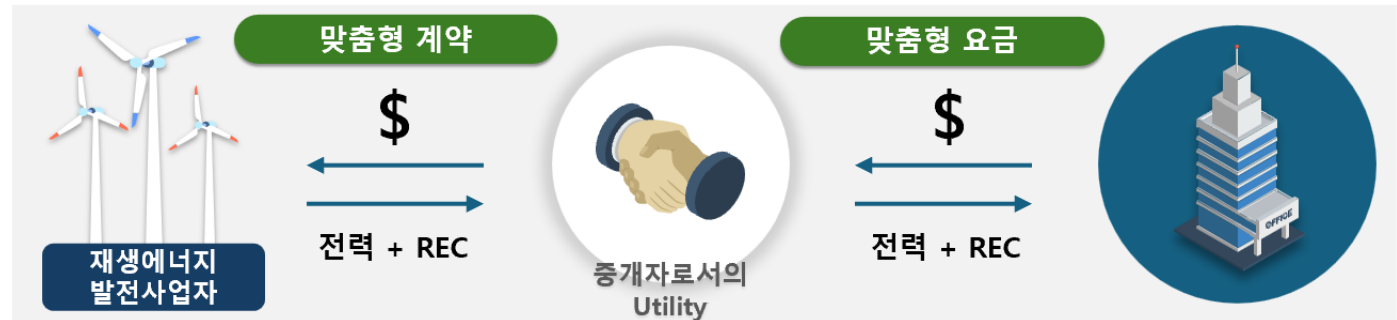 맞춤형 계약
맞춤형 요금
$
$
OFFICE
전력 + REC
전력 + REC
재생에너지
발전사업자
중개자로서의
Utility